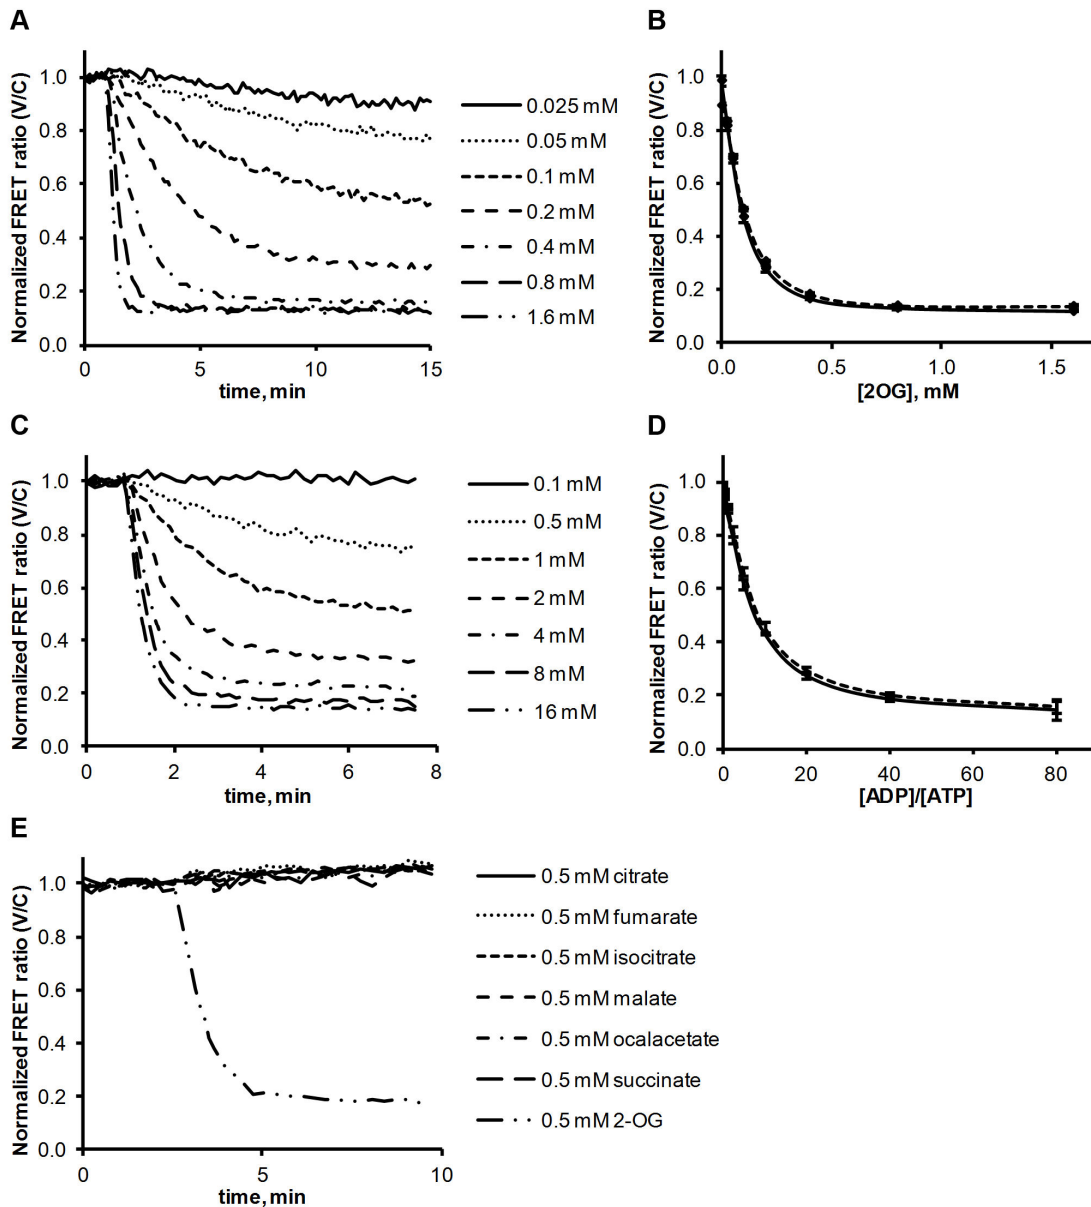 A
Normalized FRET ratio (V/C)
1.0
0.8
0.6
0.4
0.2
0.0
0
5
10
15
time, min
0.025 mM
0.05 mM
0.1 mM
0.2 mM
0.4 mM
0.8 mM
1.6 mM
B
Normalized FRET ratio (V/C)
1.0
0.8
0.6
0.4
0.2
0.0
0.0
0.5
1.0
1.5
[2OG], mM
C
Normalized FRET ratio (V/C)
1.0
0.8
0.6
0.4
0.2
0.0
0
2
4
6
8
time, min
0.1 mM
0.5 mM
1 mM
2 mM
4 mM
8 mM
16 mM
D
Normalized FRET ratio (V/C)
1.0
0.8
0.6
0.4
0.2
0.0
0
20
40
60
80
[ADP]/[ATP]
E
Normalized FRET ratio (V/C)
1.0
0.8
0.6
0.4
0.2
0.0
0
5
10
time, min
0.5 mM citrate
0.5 mM fumarate
0.5 mM isocitrate
0.5 mM malate
0.5 mM ocalacetate
0.5 mM succinate
0.5 mM 2-OG